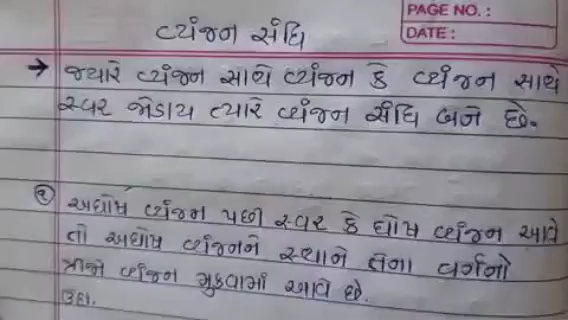 PAGE NO. :
DATE :
વ્યંજન સંધિ
→ જ્યારે વ્યંજન સાથે વ્યંજન કે વ્યંજન સાથે
સ્વર જોડાય ત્યારે વ્યંજન સંધિ બને છે.
૨ અઘોષ વ્યંજન પછી સ્વર કે ઘોષ વ્યંજન આવે
તો અઘોષ વ્યંજનને સ્થાને તેના વર્ગનો
ત્રીજો વ્યંજન મુકવામાં આવે છે.
ઉદા.